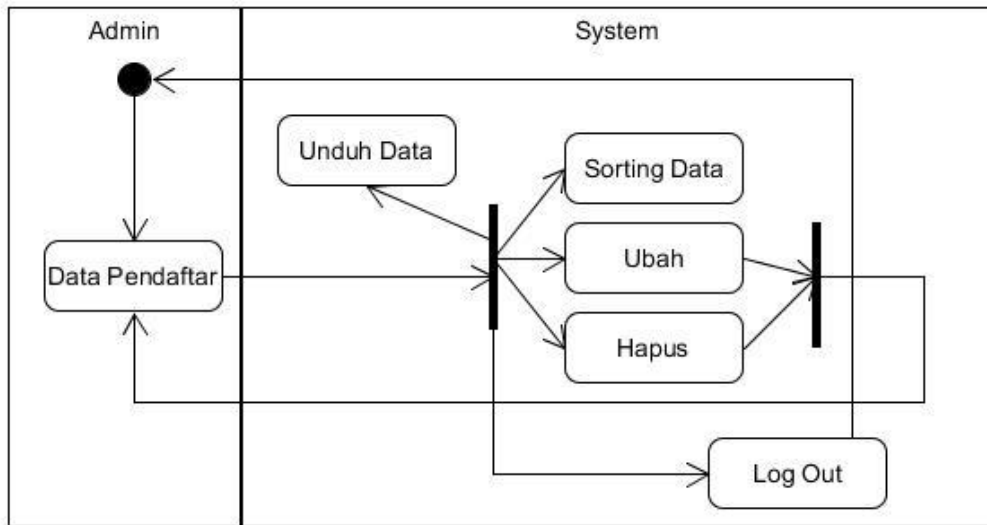 Admin
System
Unduh Data
Sorting Data
Ubah
Data Pendaftar
Hapus
Log Out